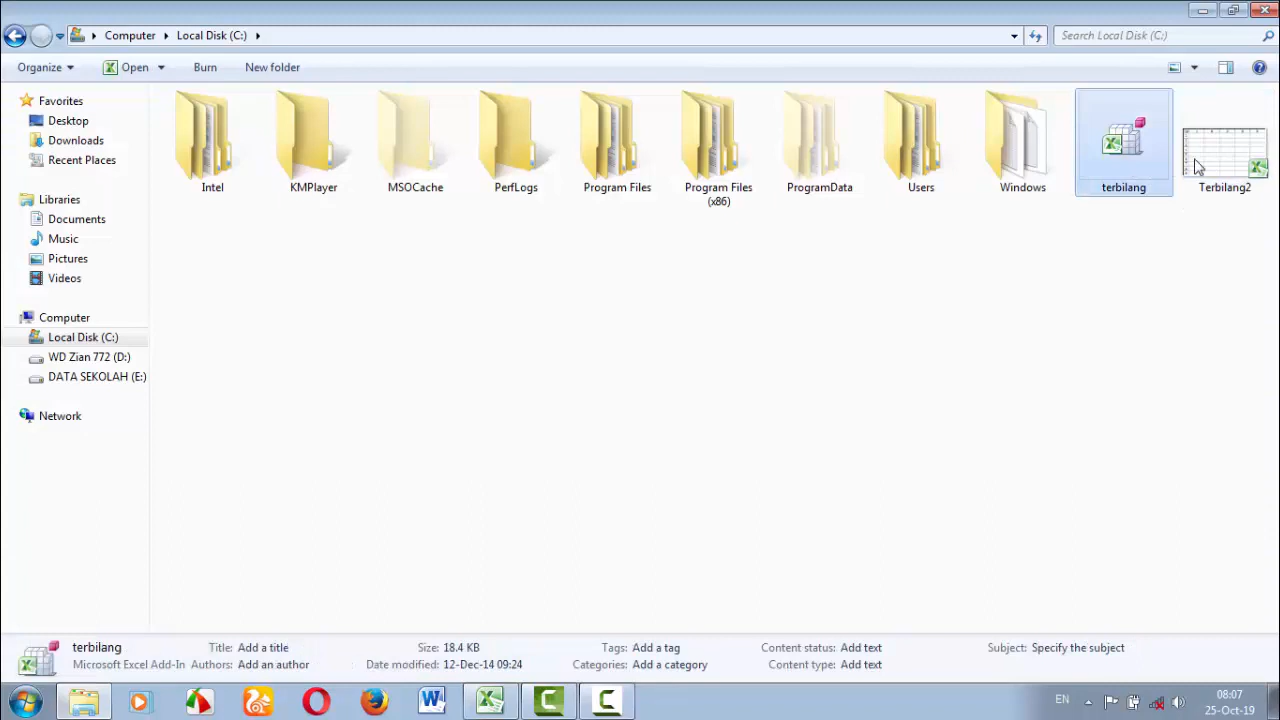 Computer
Local Disk (C:)
Search Local Disk (C:)
Organize
Open
Burn
New folder
Favorites
Desktop
Downloads
Recent Places
Libraries
Documents
Music
Pictures
Videos
Computer
Local Disk (C:)
WD Zian 772 (D:)
DATA SEKOLAH (E:)
Network
Intel
KMPlayer
MSOCache
PerfLogs
Program Files
Program Files
(x86)
ProgramData
Users
Windows
terbilang
Terbilang2
terbilang
Microsoft Excel Add-In
Title: Add a title
Authors: Add an author
Size: 18.4 KB
Date modified: 12-Dec-14 09:24
Tags: Add a tag
Categories: Add a category
Content status: Add text
Content type: Add text
Subject: Specify the subject
EN
08:07
25-Oct-19